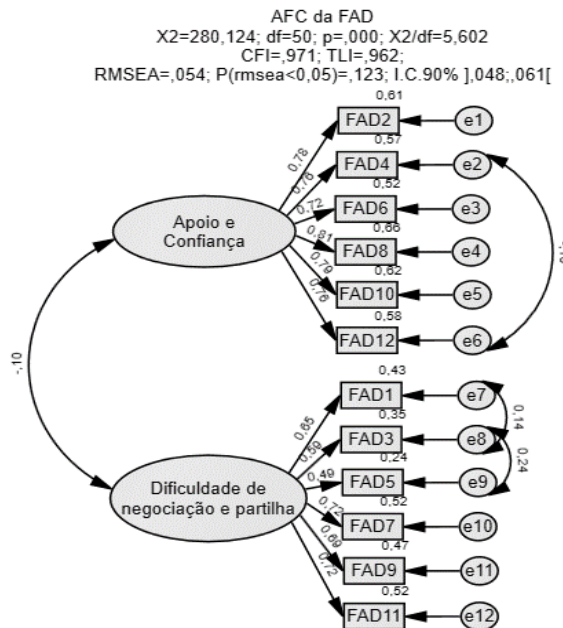 AFC da FAD
X2=280,124; df=50; p=,000; X2/df=5,602
CFI=,971; TLI=,962;
RMSEA=,054; P(rmsea<0,05)=,123; I.C.90% ],048;,061[
0,61
FAD2
e1
0,78
0,57
FAD4
e2
0,76
0,52
FAD6
e3
0,72
0,66
FAD8
e4
0,81
0,62
FAD10
e5
0,79
0,58
FAD12
e6
0,76
Apoio e
Confiança
-,10
0,43
FAD1
e7
0,65
0,14
0,35
FAD3
e8
0,59
0,24
0,24
FAD5
e9
0,49
0,52
FAD7
e10
0,72
0,47
FAD9
e11
0,69
0,52
FAD11
e12
0,72
Dificuldade de
negociação e partilha